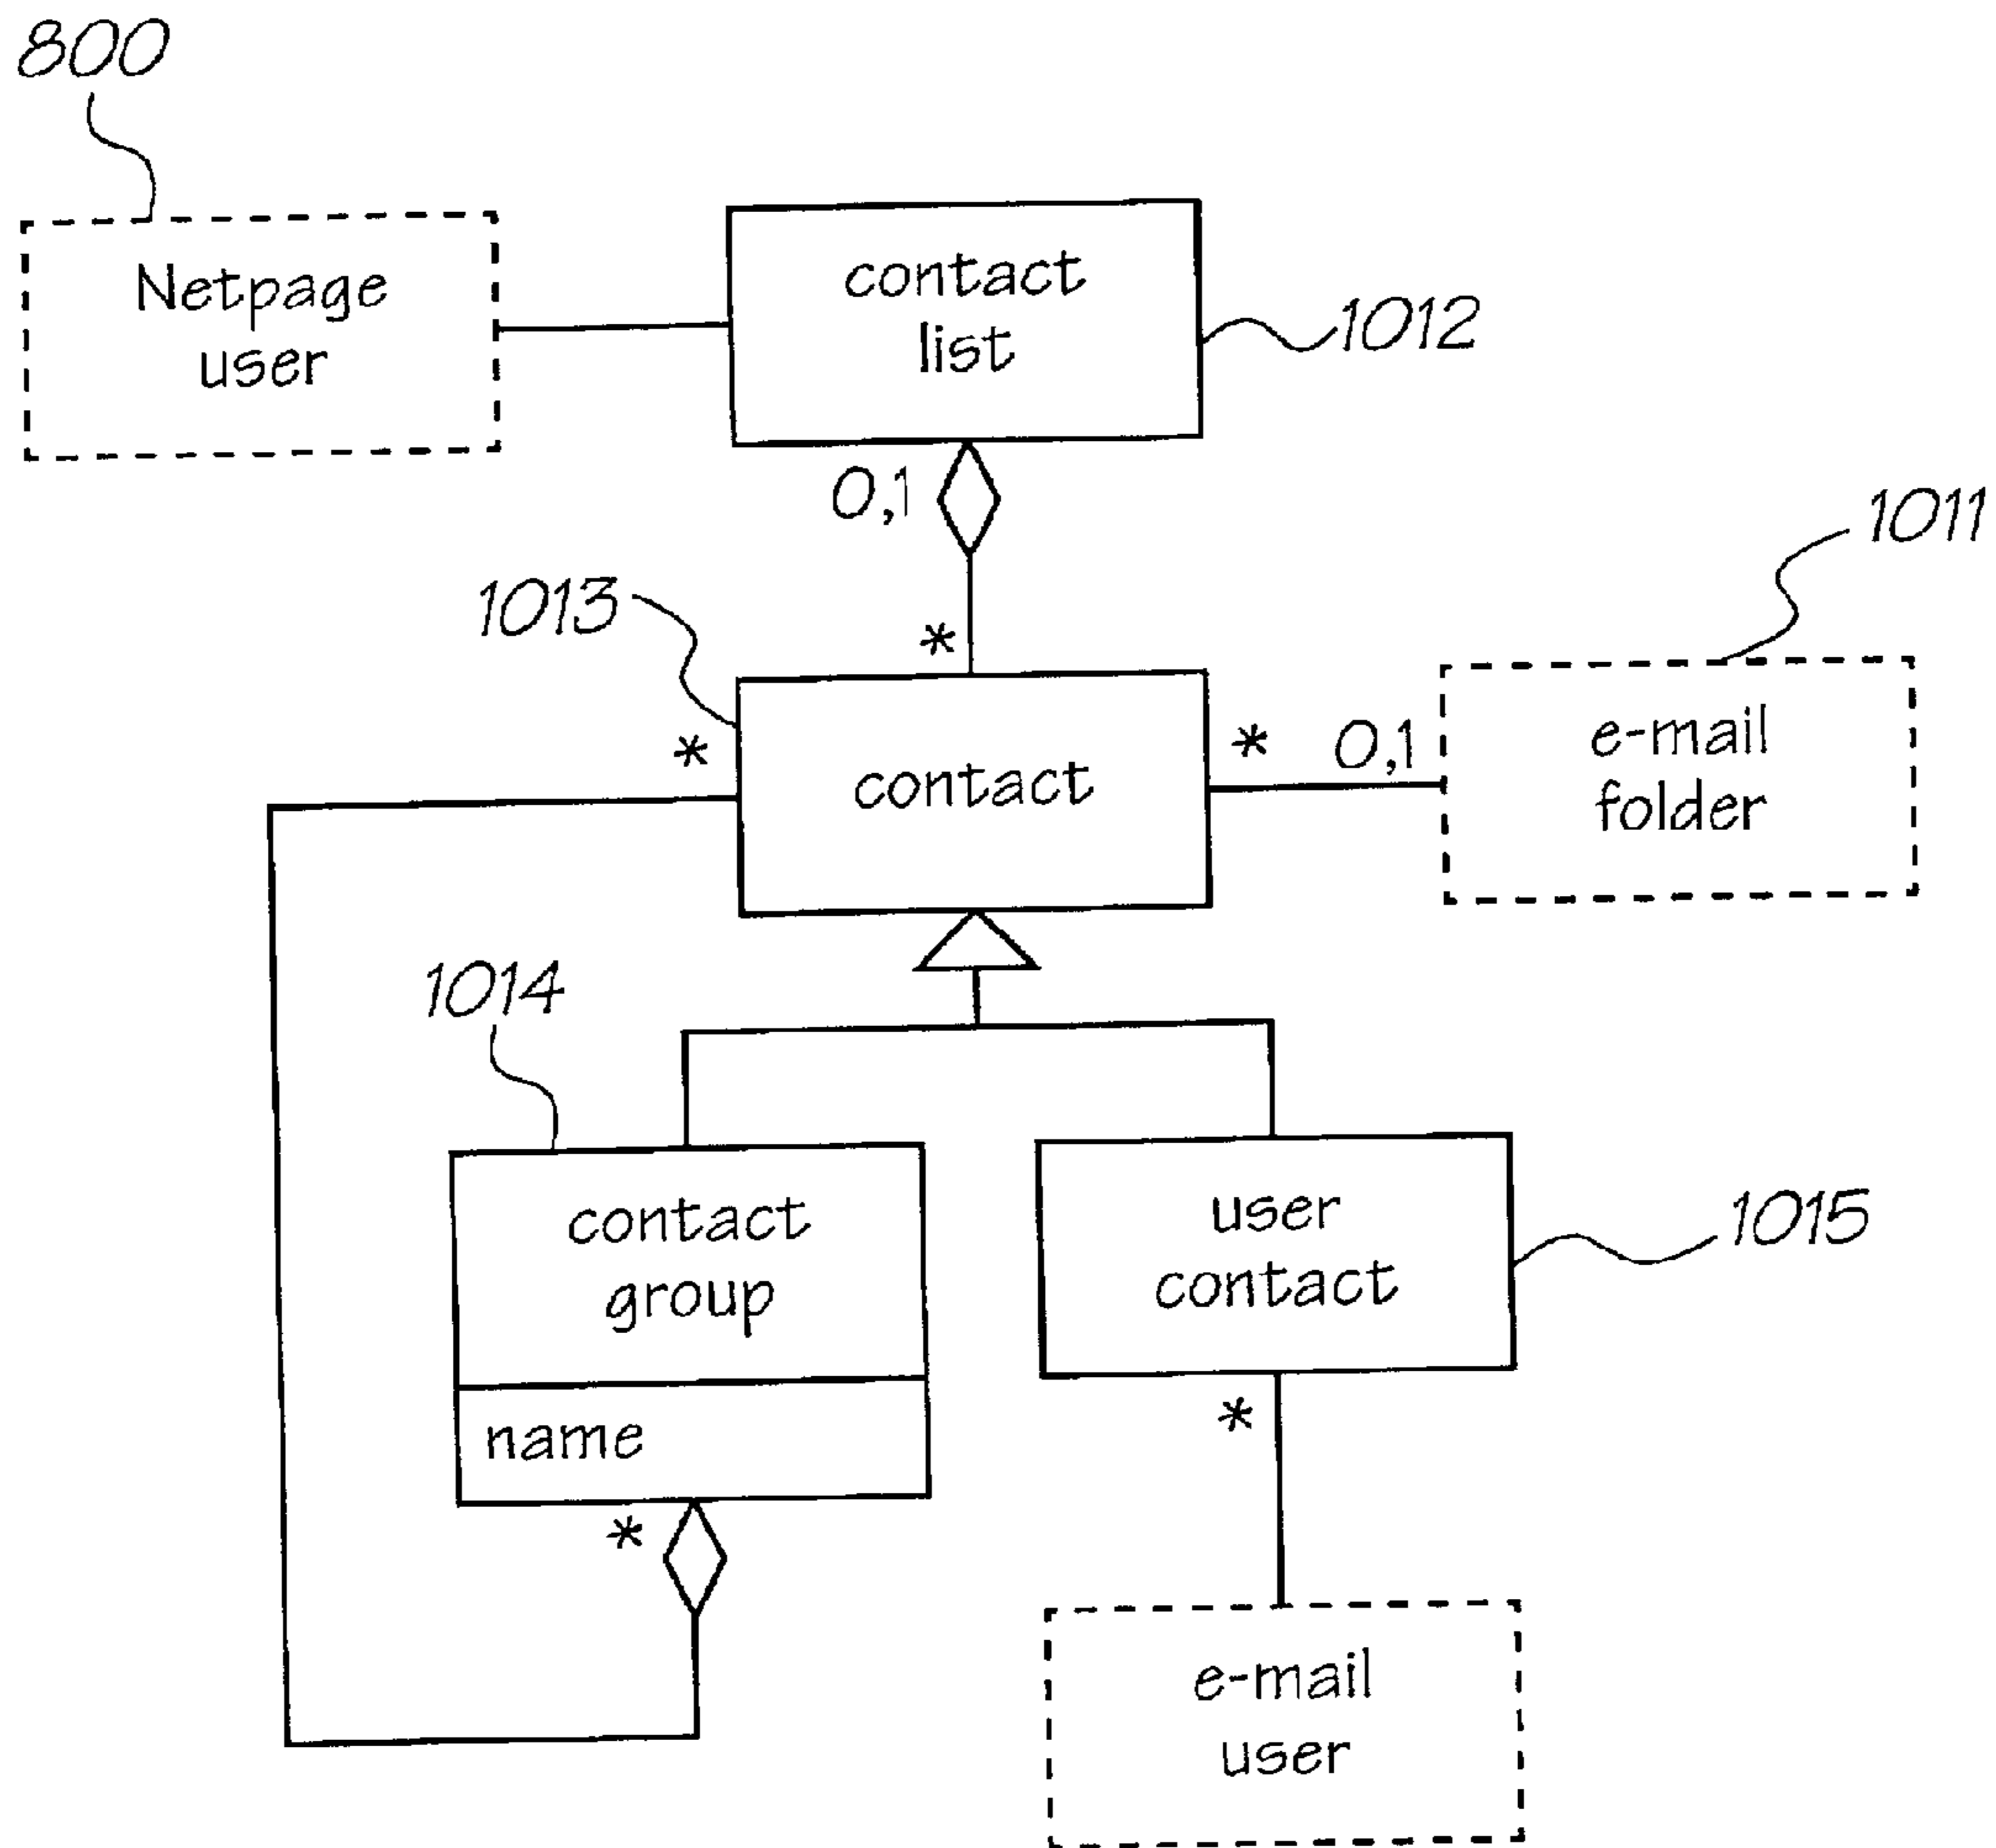 800
Netpage
user
contact
list
1012
0,1
1011
1013
*
*
contact
*
0,1
e-mail
folder
1014
contact
group
name
*
user
contact
1015
*
e-mail
user